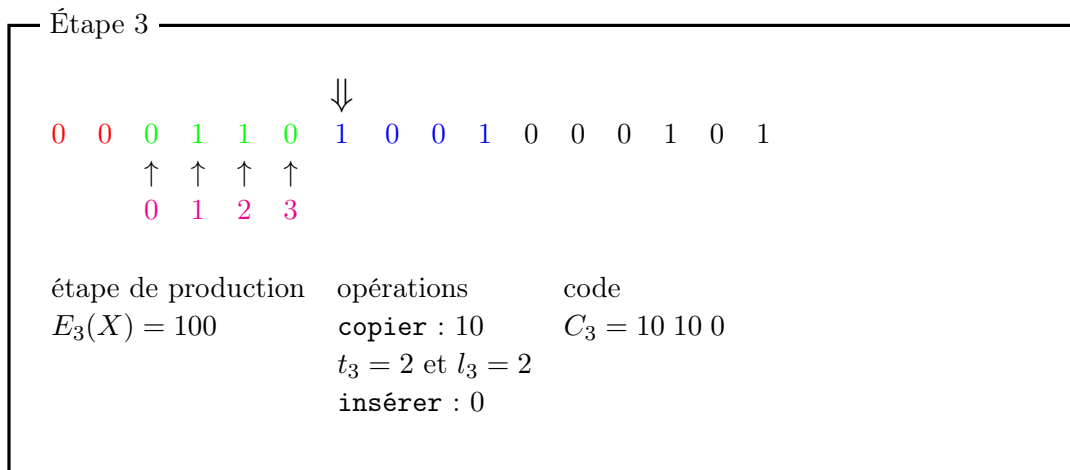 Étape 3
⇓
0 0 0 1 1 0 1 0 0 1 0 0 0 1 0 1
↑ ↑ ↑ ↑
0 1 2 3
étape de production opérations code
E₃(X) = 100 copier : 10 C₃ = 10 10 0
t₃ = 2 et l₃ = 2
insérer : 0